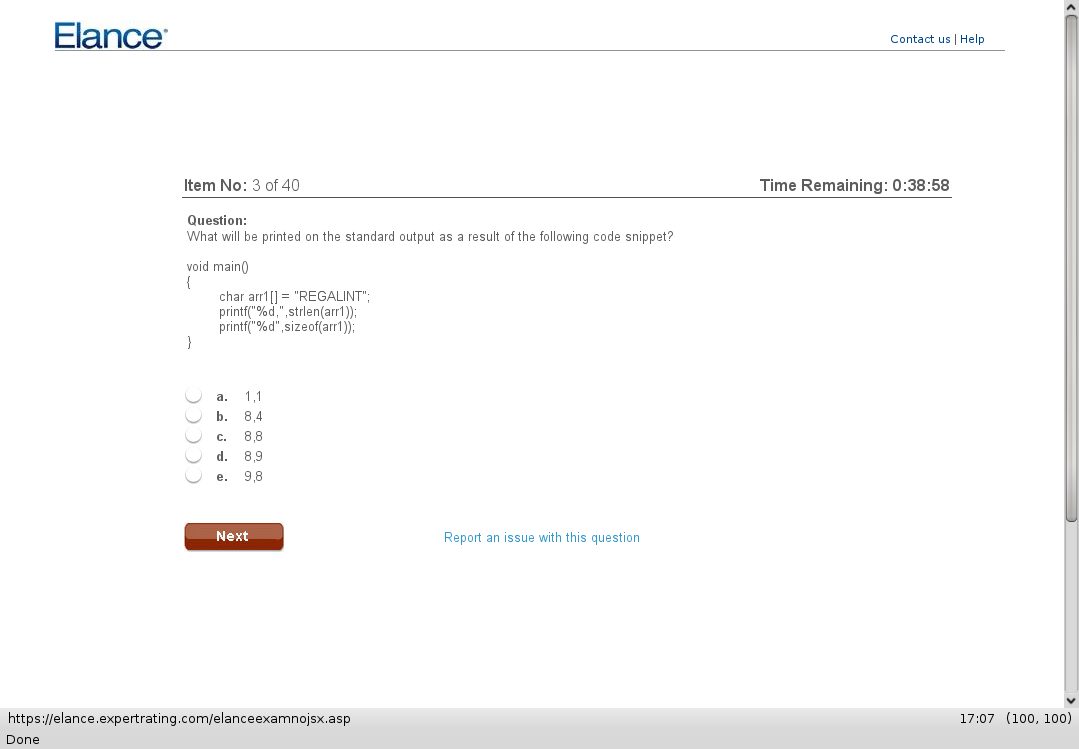 Elance
Contact us | Help
Item No: 3 of 40
Time Remaining: 0:38:58
Question:
What will be printed on the standard output as a result of the following code snippet?
void main()
{
char arr1[] = "REGALINT";
printf("%d,",strlen(arr1));
printf("%d",sizeof(arr1));
}
a. 1,1
b. 8,4
c. 8,8
d. 8,9
e. 9,8
Next
Report an issue with this question
https://elance.expertrating.com/elanceexamnojsx.asp
17:07 (100, 100)
Done